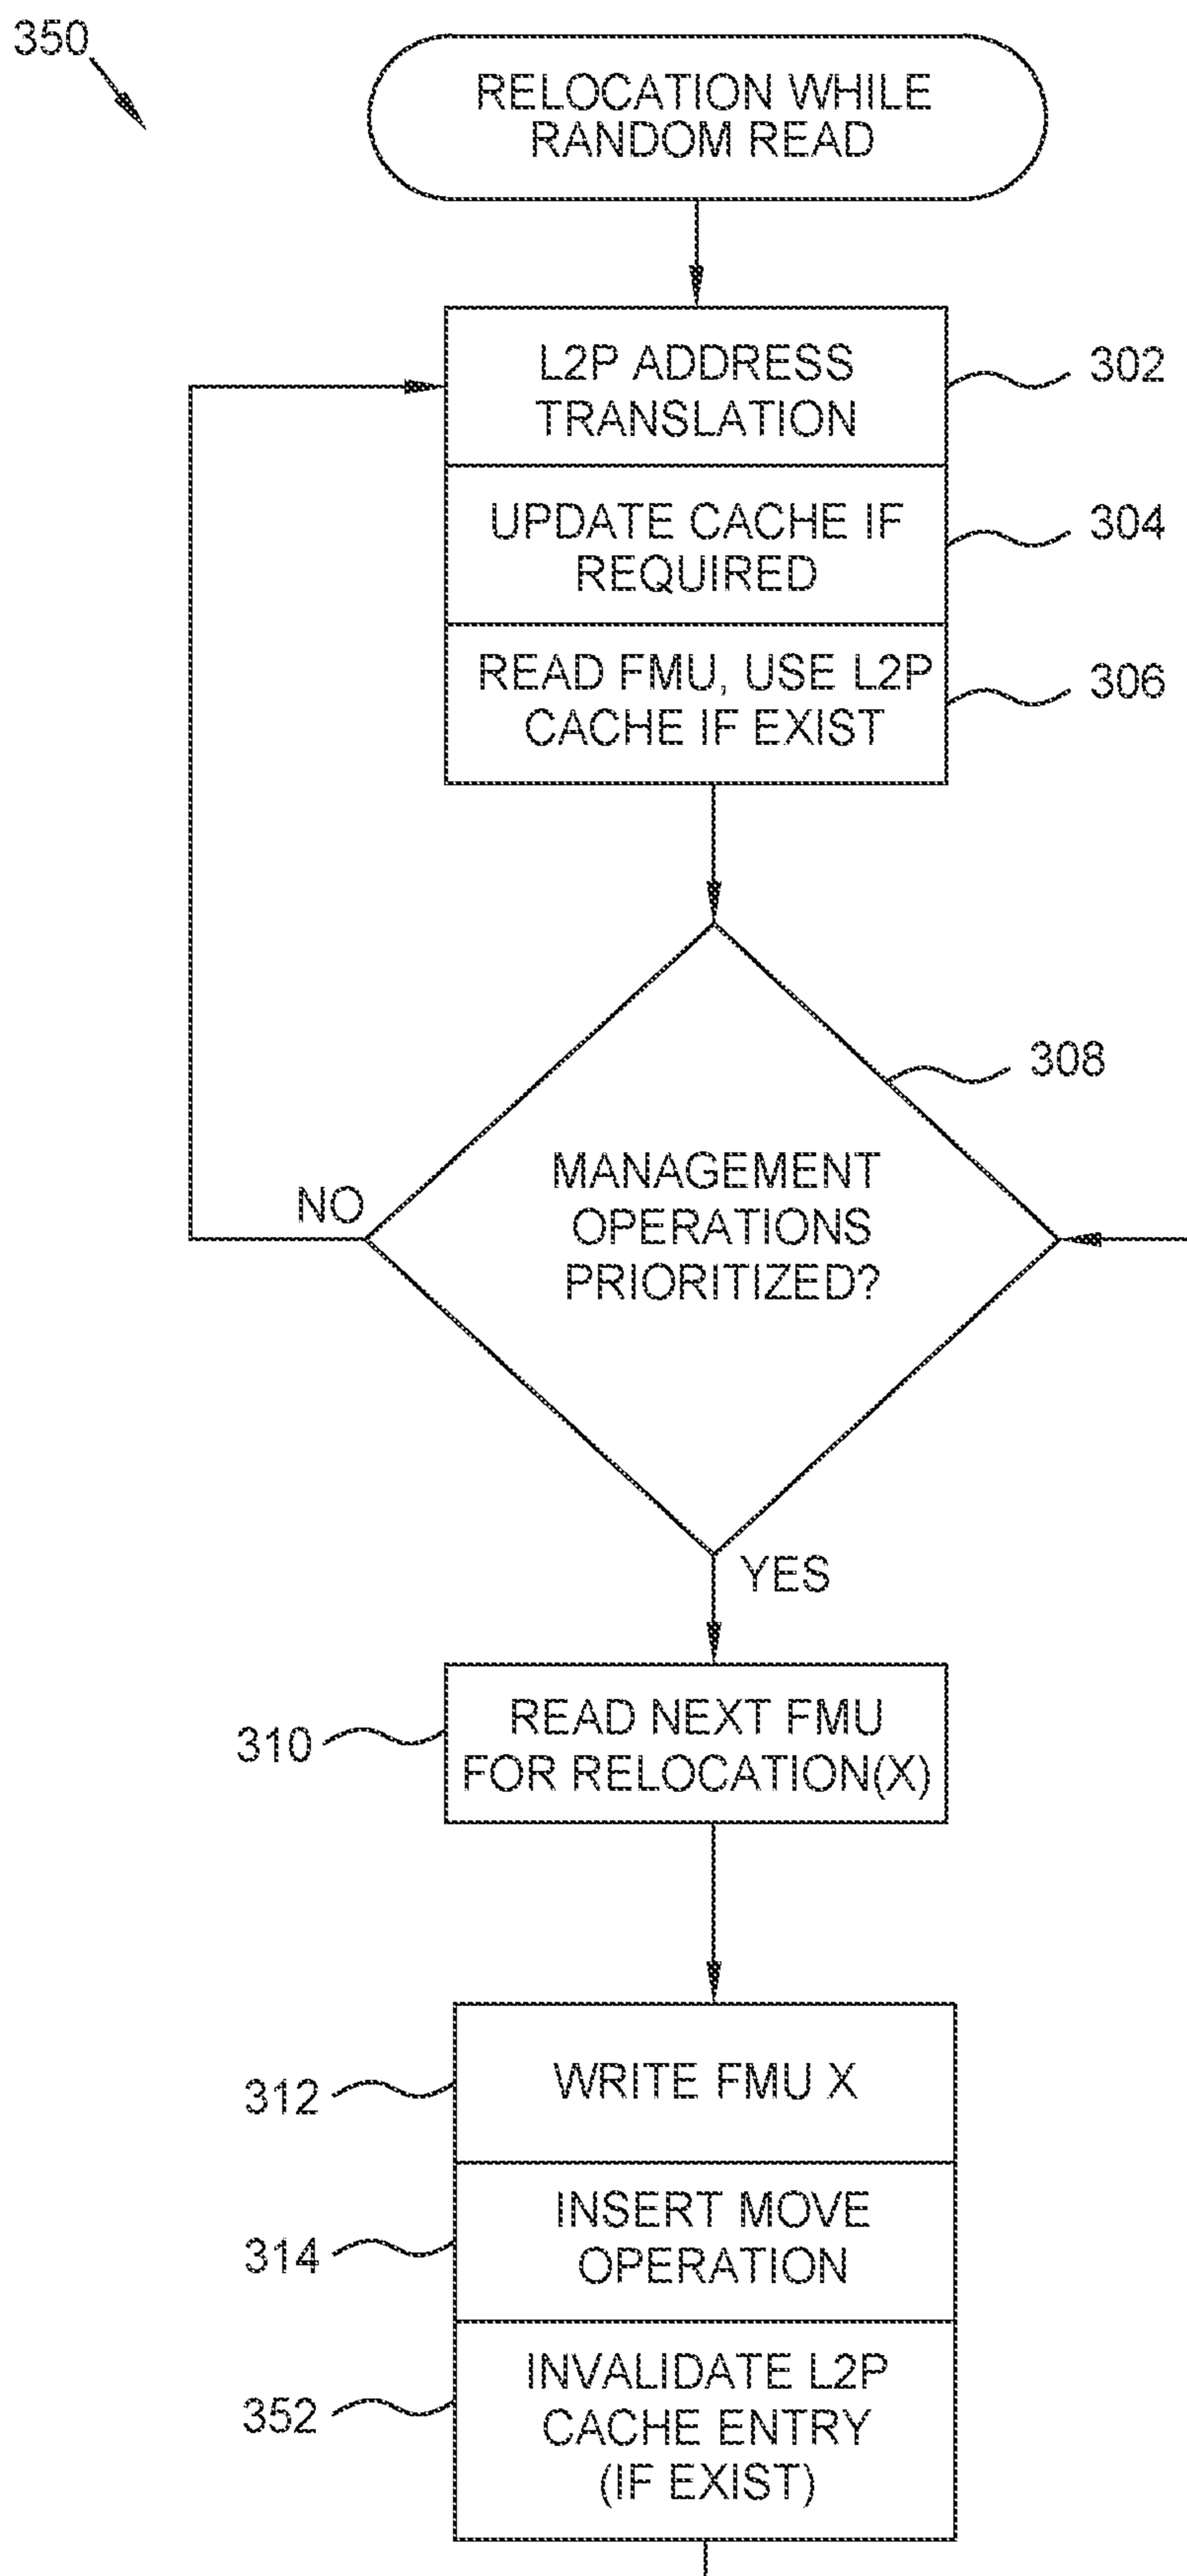 350
RELOCATION WHILE
RANDOM READ
L2P ADDRESS
TRANSLATION
302
UPDATE CACHE IF
REQUIRED
304
READ FMU, USE L2P
CACHE IF EXIST
306
308
MANAGEMENT
OPERATIONS
PRIORITIZED?
NO
YES
310
READ NEXT FMU
FOR RELOCATION(X)
312
WRITE FMU X
314
INSERT MOVE
OPERATION
352
INVALIDATE L2P
CACHE ENTRY
(IF EXIST)